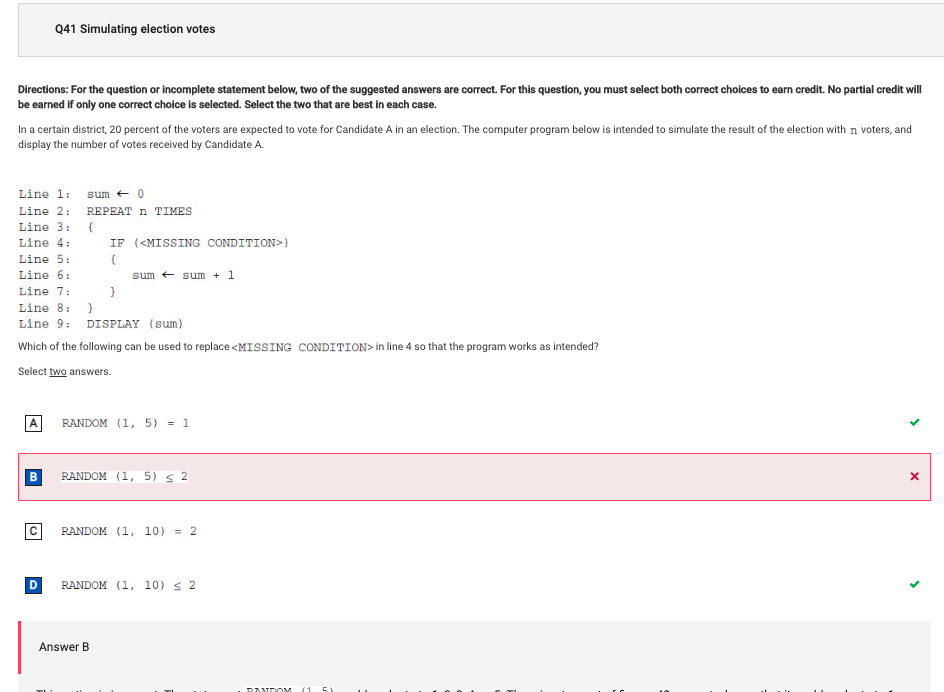 Q41 Simulating election votes
Directions: For the question or incomplete statement below, two of the suggested answers are correct. For this question, you must select both correct choices to earn credit. No partial credit will
be earned if only one correct choice is selected. Select the two that are best in each case.
In a certain district, 20 percent of the voters are expected to vote for Candidate A in an election. The computer program below is intended to simulate the result of the election with n voters, and
display the number of votes received by Candidate A.
Line 1: sum ← 0
Line 2: REPEAT n TIMES
Line 3: {
Line 4: IF (<MISSING CONDITION>)
Line 5: {
Line 6: sum ← sum + 1
Line 7: }
Line 8: }
Line 9: DISPLAY (sum)
Which of the following can be used to replace <MISSING CONDITION> in line 4 so that the program works as intended?
Select two answers.
A RANDOM (1, 5) = 1
B RANDOM (1, 5) ≤ 2
C RANDOM (1, 10) = 2
D RANDOM (1, 10) ≤ 2
Answer B
RANDOM (1, 5)